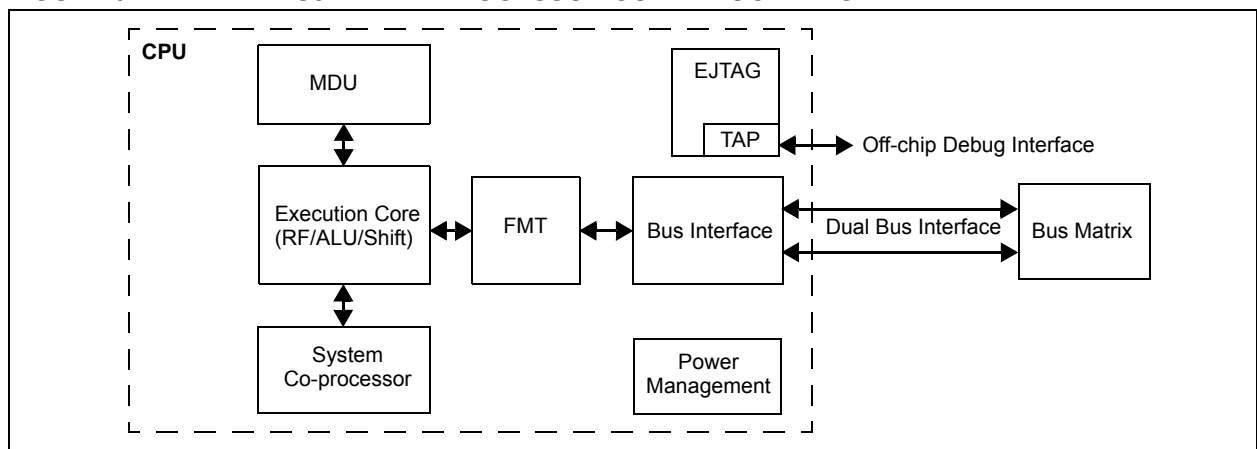 CPU
MDU
EJTAG
TAP
Off-chip Debug Interface
Execution Core
(RF/ALU/Shift)
FMT
Bus Interface
Dual Bus Interface
Bus Matrix
System
Co-processor
Power
Management